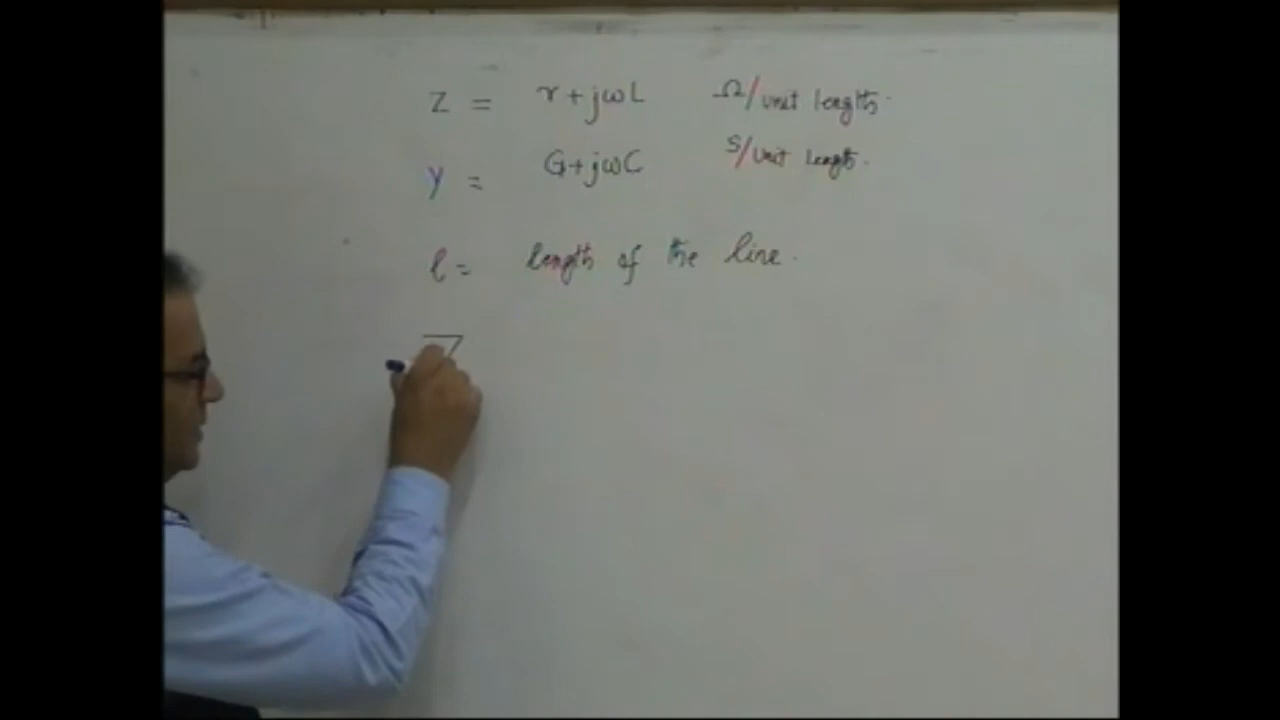 z = r+jωL Ω/unit length.
y = G+jωC S/unit length.
l = length of the line.
Z